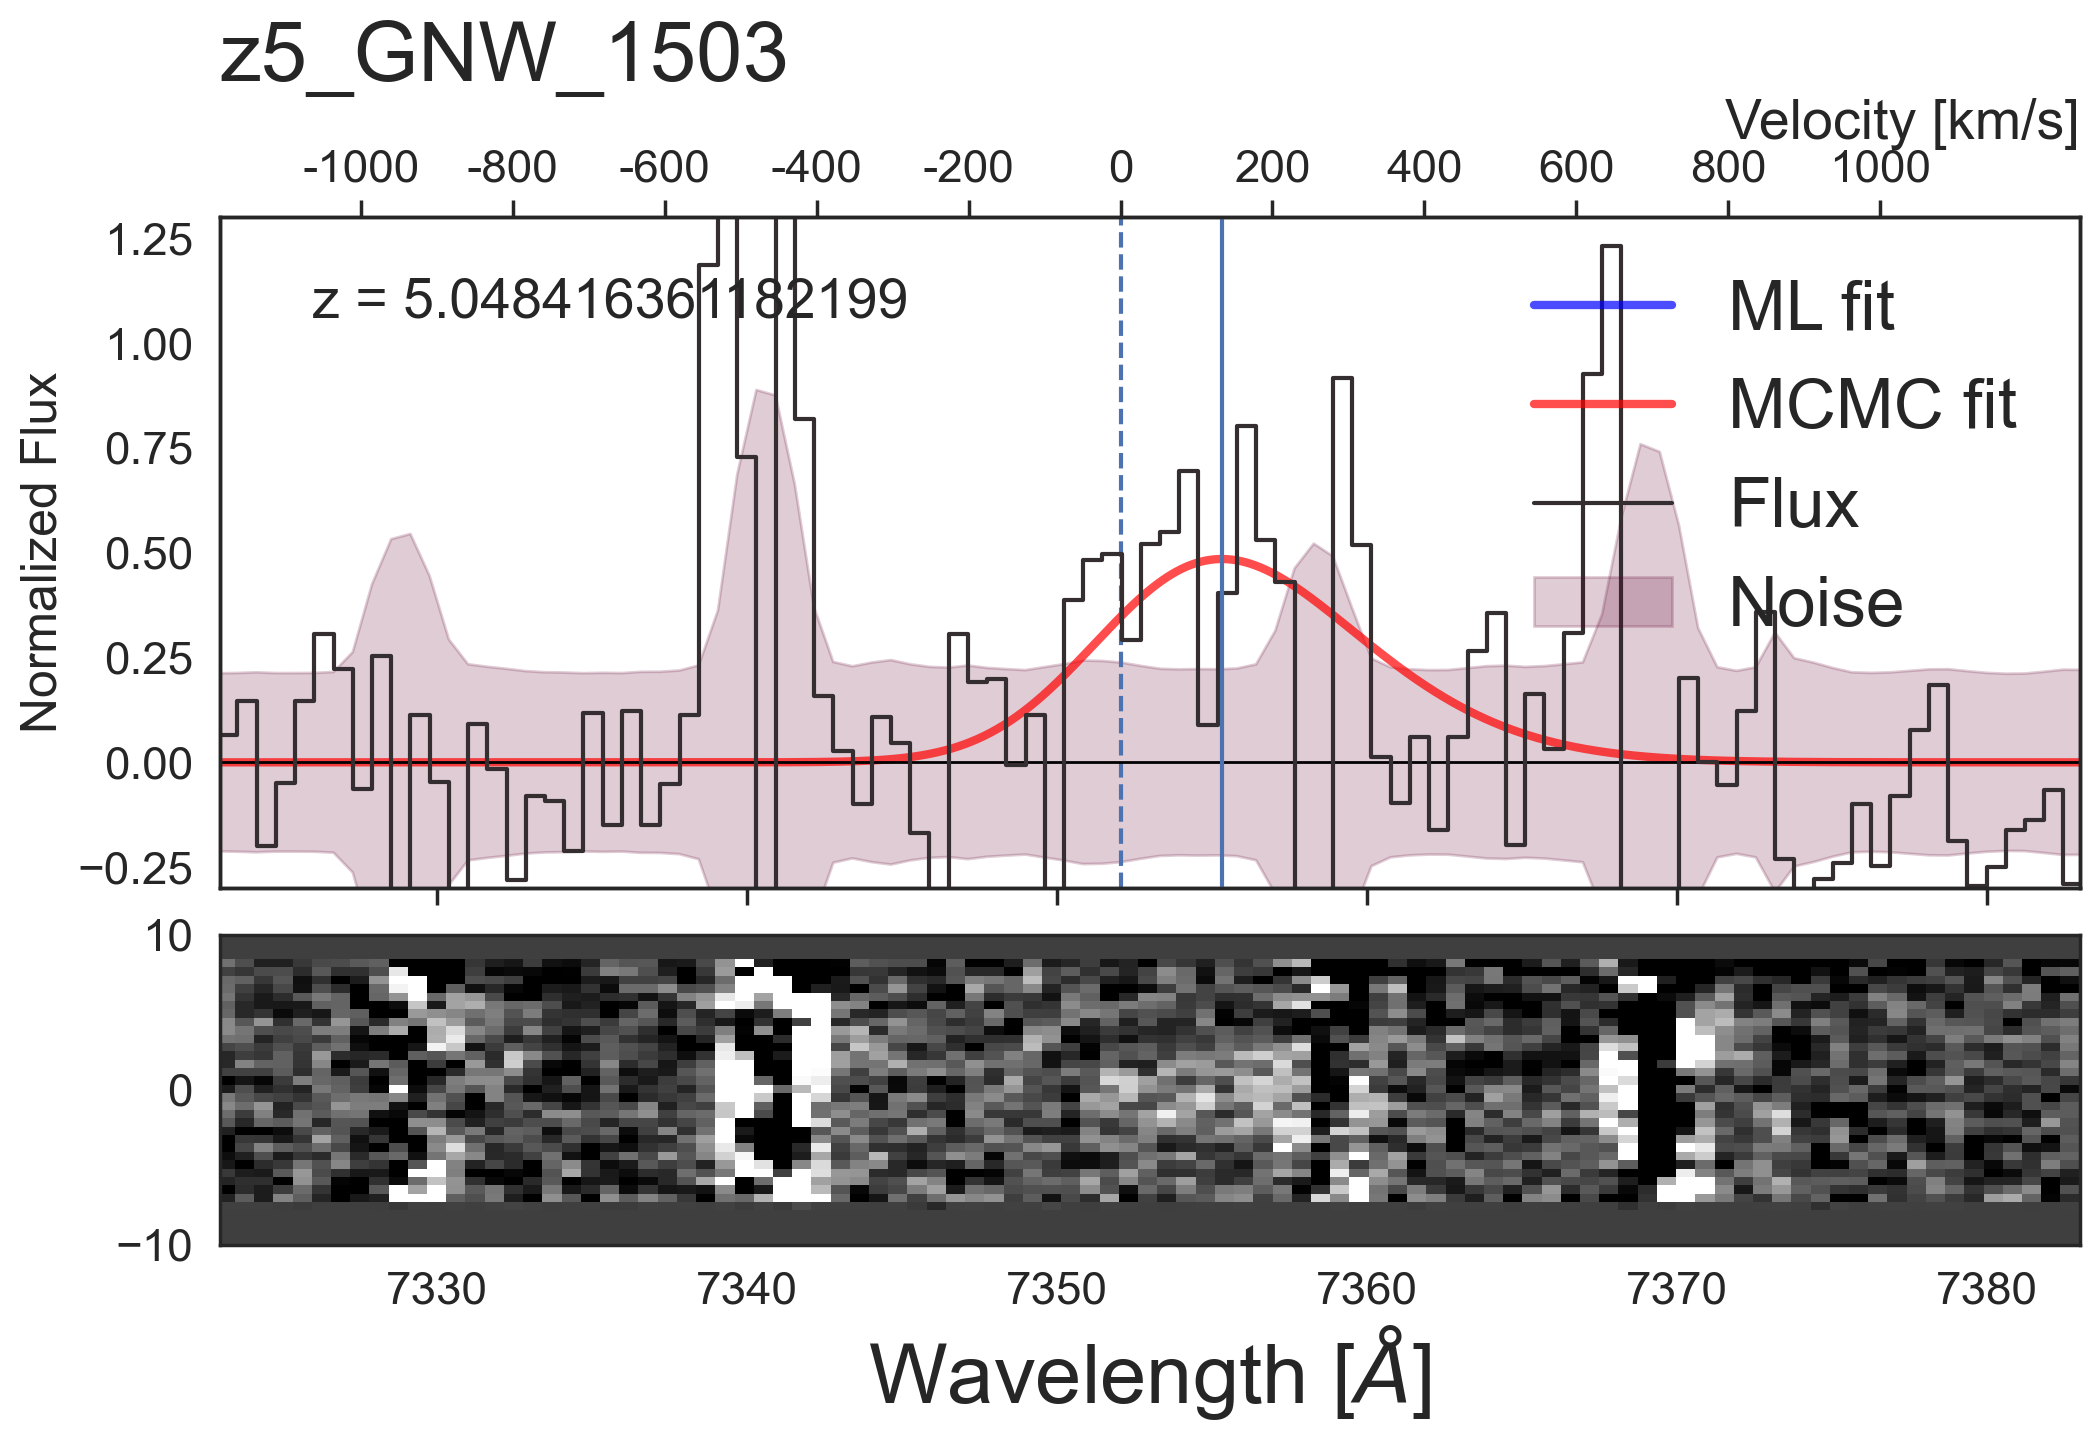 z5_GNW_1503
Velocity [km/s]
-1000 -800 -600 -400 -200 0 200 400 600 800 1000
1.25
1.00
0.75
0.50
0.25
0.00
−0.25
Normalized Flux
z = 5.048416361182199
ML fit
MCMC fit
Flux
Noise
10
0
−10
7330 7340 7350 7360 7370 7380
Wavelength [Å]